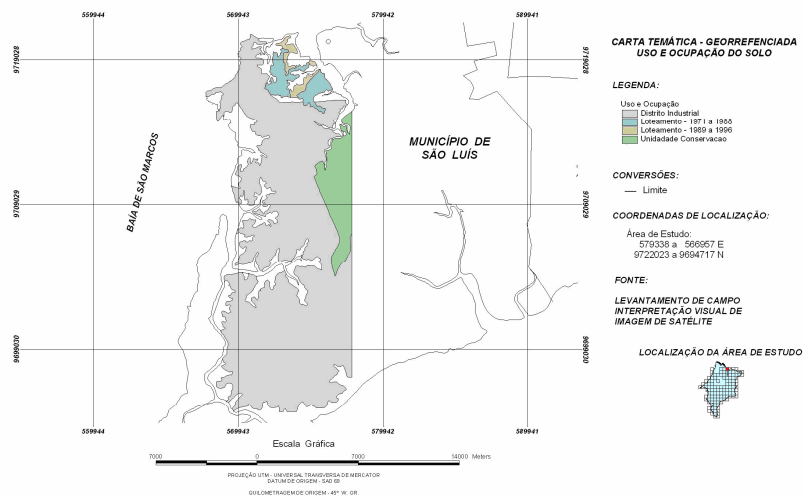 559944
569943
579942
589941
CARTA TEMÁTICA - GEORREFENCIADA
USO E OCUPAÇÃO DO SOLO
9719028
9719028
LEGENDA:
Uso e Ocupação
Distrito Industrial
Loteamento - 1971 a 1988
Loteamento - 1989 a 1996
Unidadade Conservacao
MUNICÍPIO DE
SÃO LUÍS
BAÍA DE SÃO MARCOS
CONVERSÕES:
Limite
9709029
9709029
COORDENADAS DE LOCALIZAÇÃO:
Área de Estudo:
579338 a 566957 E
9722023 a 9694717 N
FONTE:
LEVANTAMENTO DE CAMPO
INTERPRETAÇÃO VISUAL DE
IMAGEM DE SATÉLITE
9699030
9699030
LOCALIZAÇÃO DA ÁREA DE ESTUDO
559944
569943
579942
589941
Escala Gráfica
7000 0 7000 14000 Meters
PROJEÇÃO UTM - UNIVERSAL TRANSVERSA DE MERCATOR
DATUM DE ORIGEM - SAD 69
QUILOMETRAGEM DE ORIGEM - 45º W. GR.